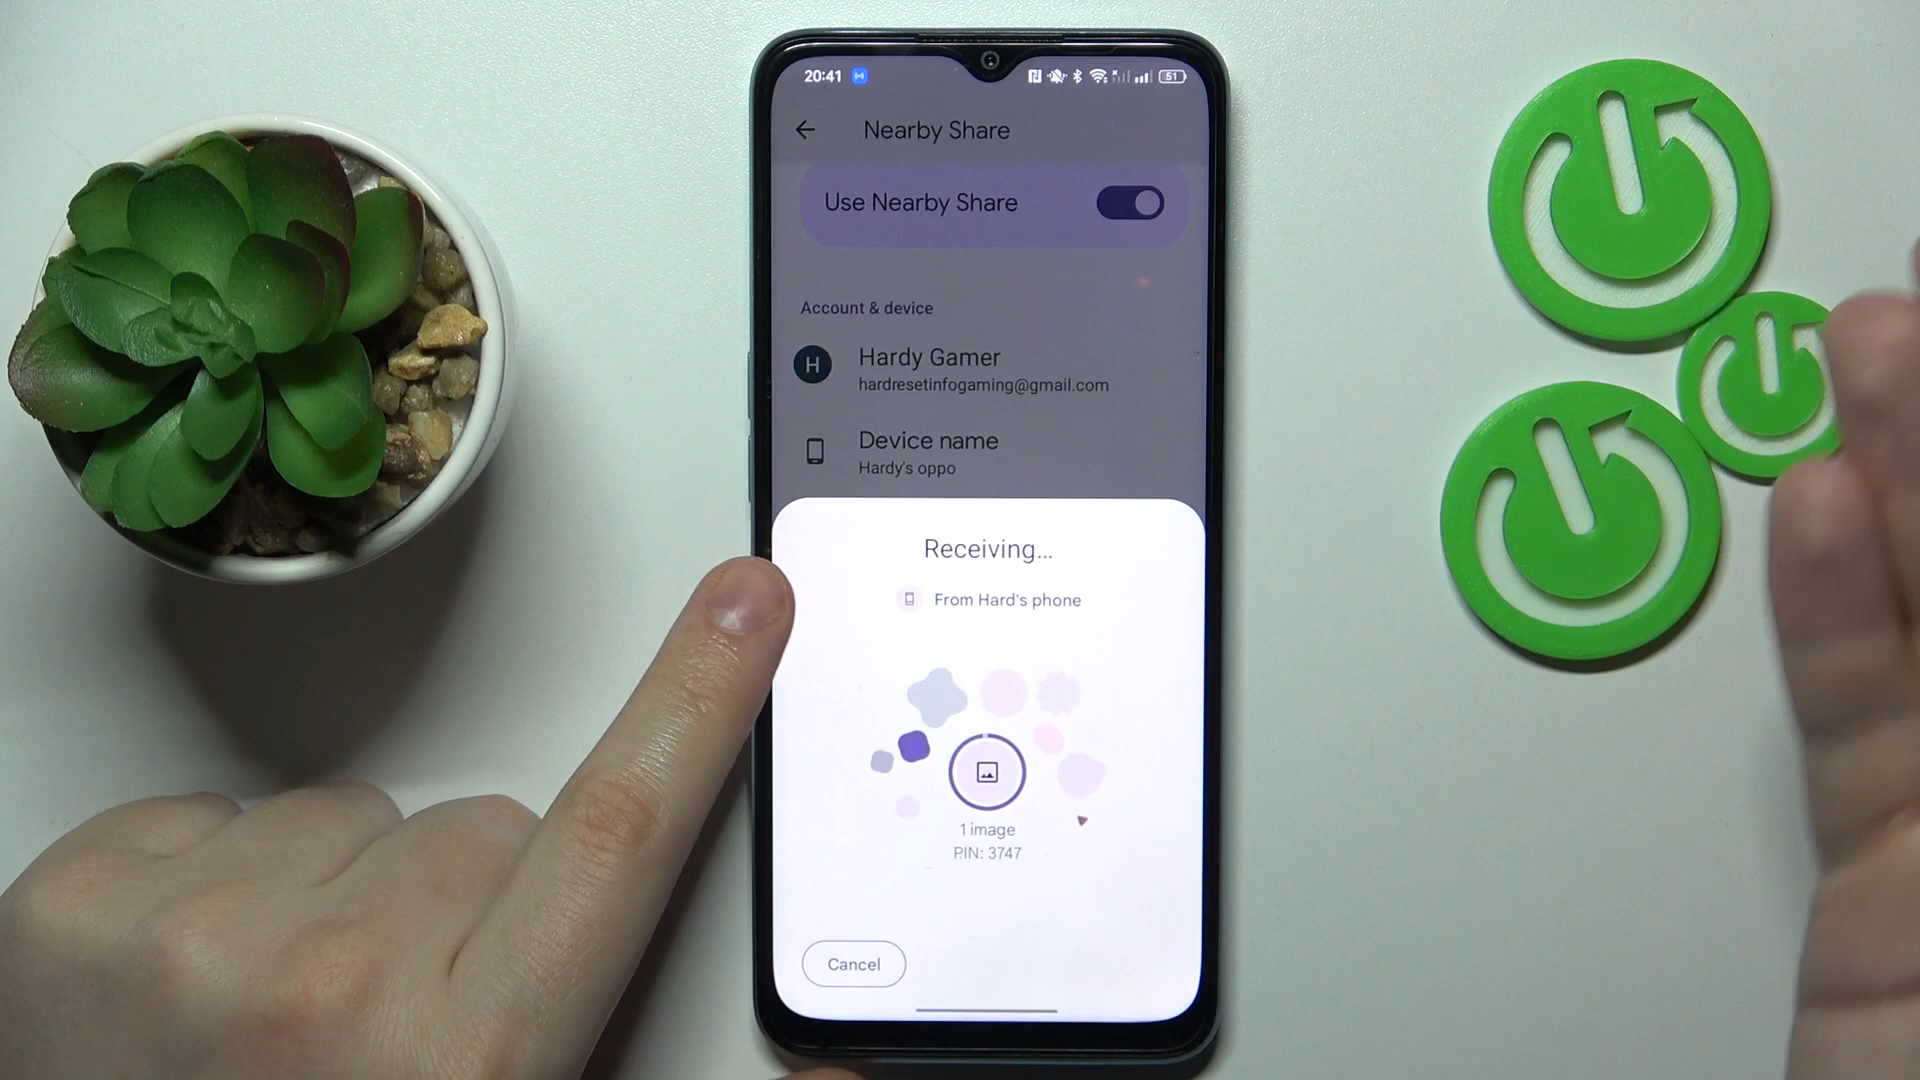 20:41
51
Nearby Share
Use Nearby Share
Account & device
H
Hardy Gamer
hardresetinfogaming@gmail.com
Device name
Hardy's oppo
Receiving...
From Hard's phone
1 image
PIN: 3747
Cancel